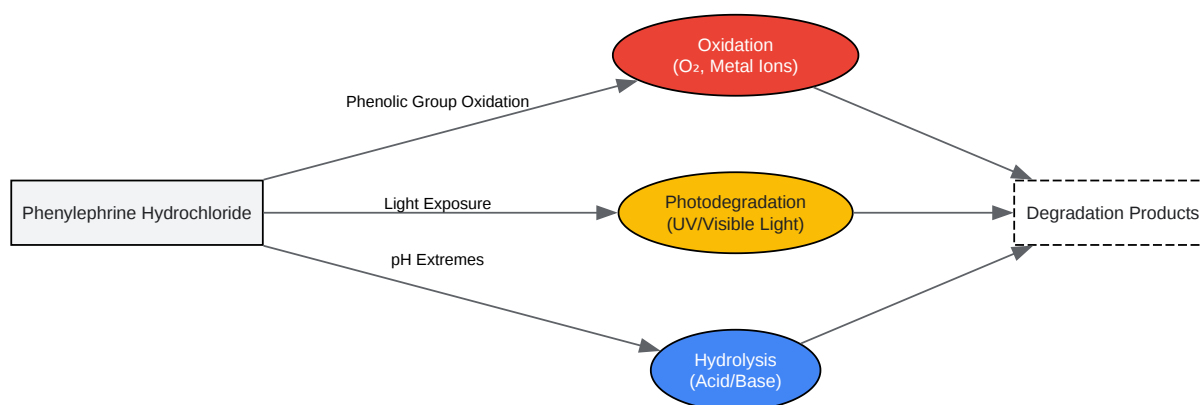 Oxidation
(O₂, Metal Ions)
Phenolic Group Oxidation
Phenylephrine Hydrochloride
Light Exposure
Photodegradation
(UV/Visible Light)
Degradation Products
pH Extremes
Hydrolysis
(Acid/Base)